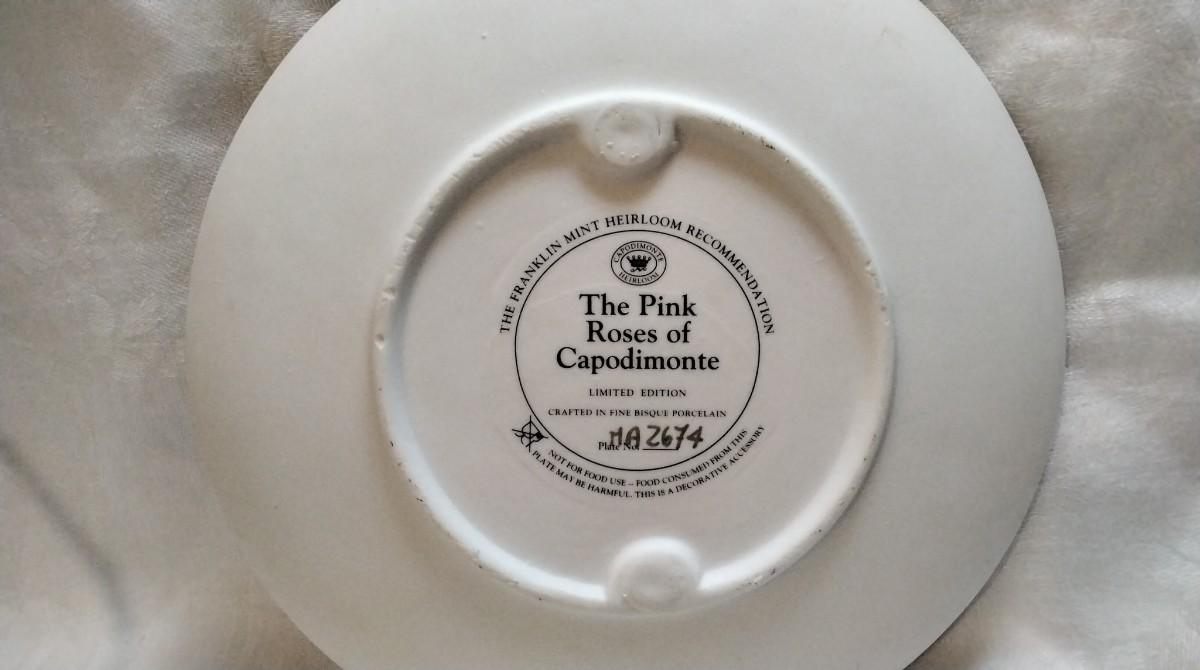 THE FRANKLIN MINT HEIRLOOM RECOMMENDATION
CAPODIMONTE
HEIRLOOM
The Pink
Roses of
Capodimonte
LIMITED EDITION
CRAFTED IN FINE BISQUE PORCELAIN
Plate No. MA2674
NOT FOR FOOD USE – FOOD CONSUMED FROM THIS
PLATE MAY BE HARMFUL. THIS IS A DECORATIVE ACCESSORY